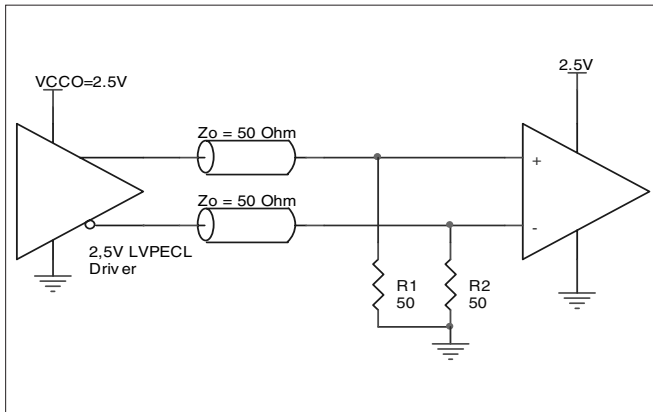 VCCO=2.5V
2.5V
Zo = 50 Ohm
+
Zo = 50 Ohm
-
2,5V LVPECL
Driver
R1
50
R2
50